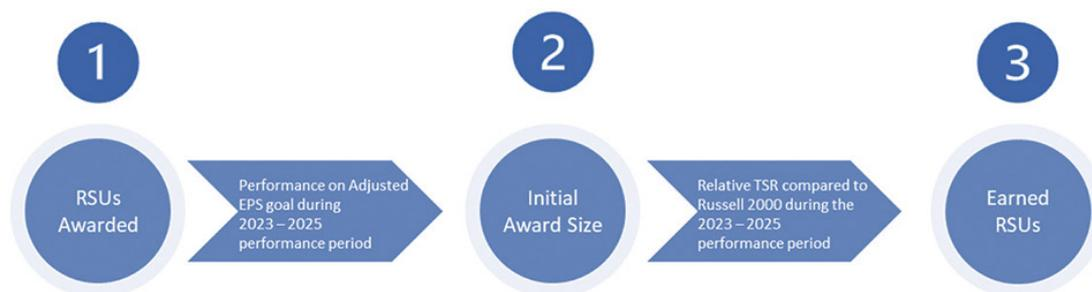 1
2
3
RSUs
Awarded
Performance on Adjusted
EPS goal during
2023 – 2025
performance period
Initial
Award Size
Relative TSR compared to
Russell 2000 during the
2023 – 2025
performance period
Earned
RSUs